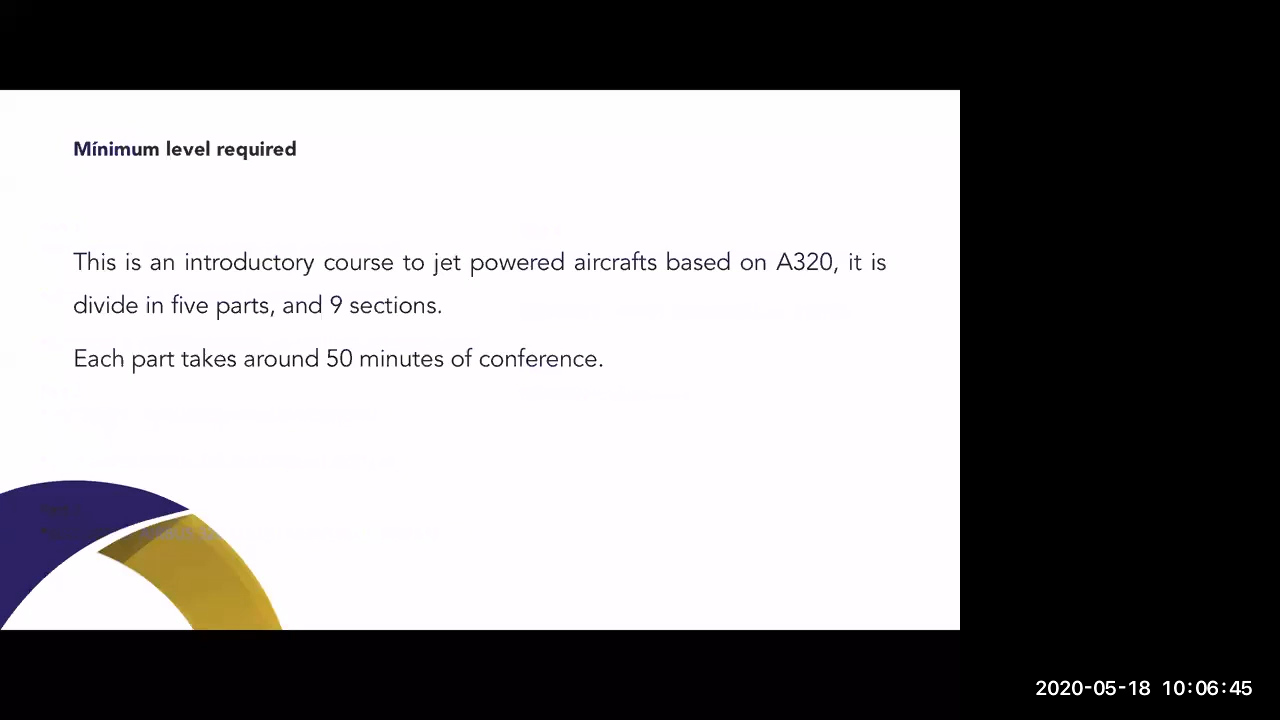 Mínimum level required
This is an introductory course to jet powered aircrafts based on A320, it is
divide in five parts, and 9 sections.
Each part takes around 50 minutes of conference.
2020-05-18 10:06:45